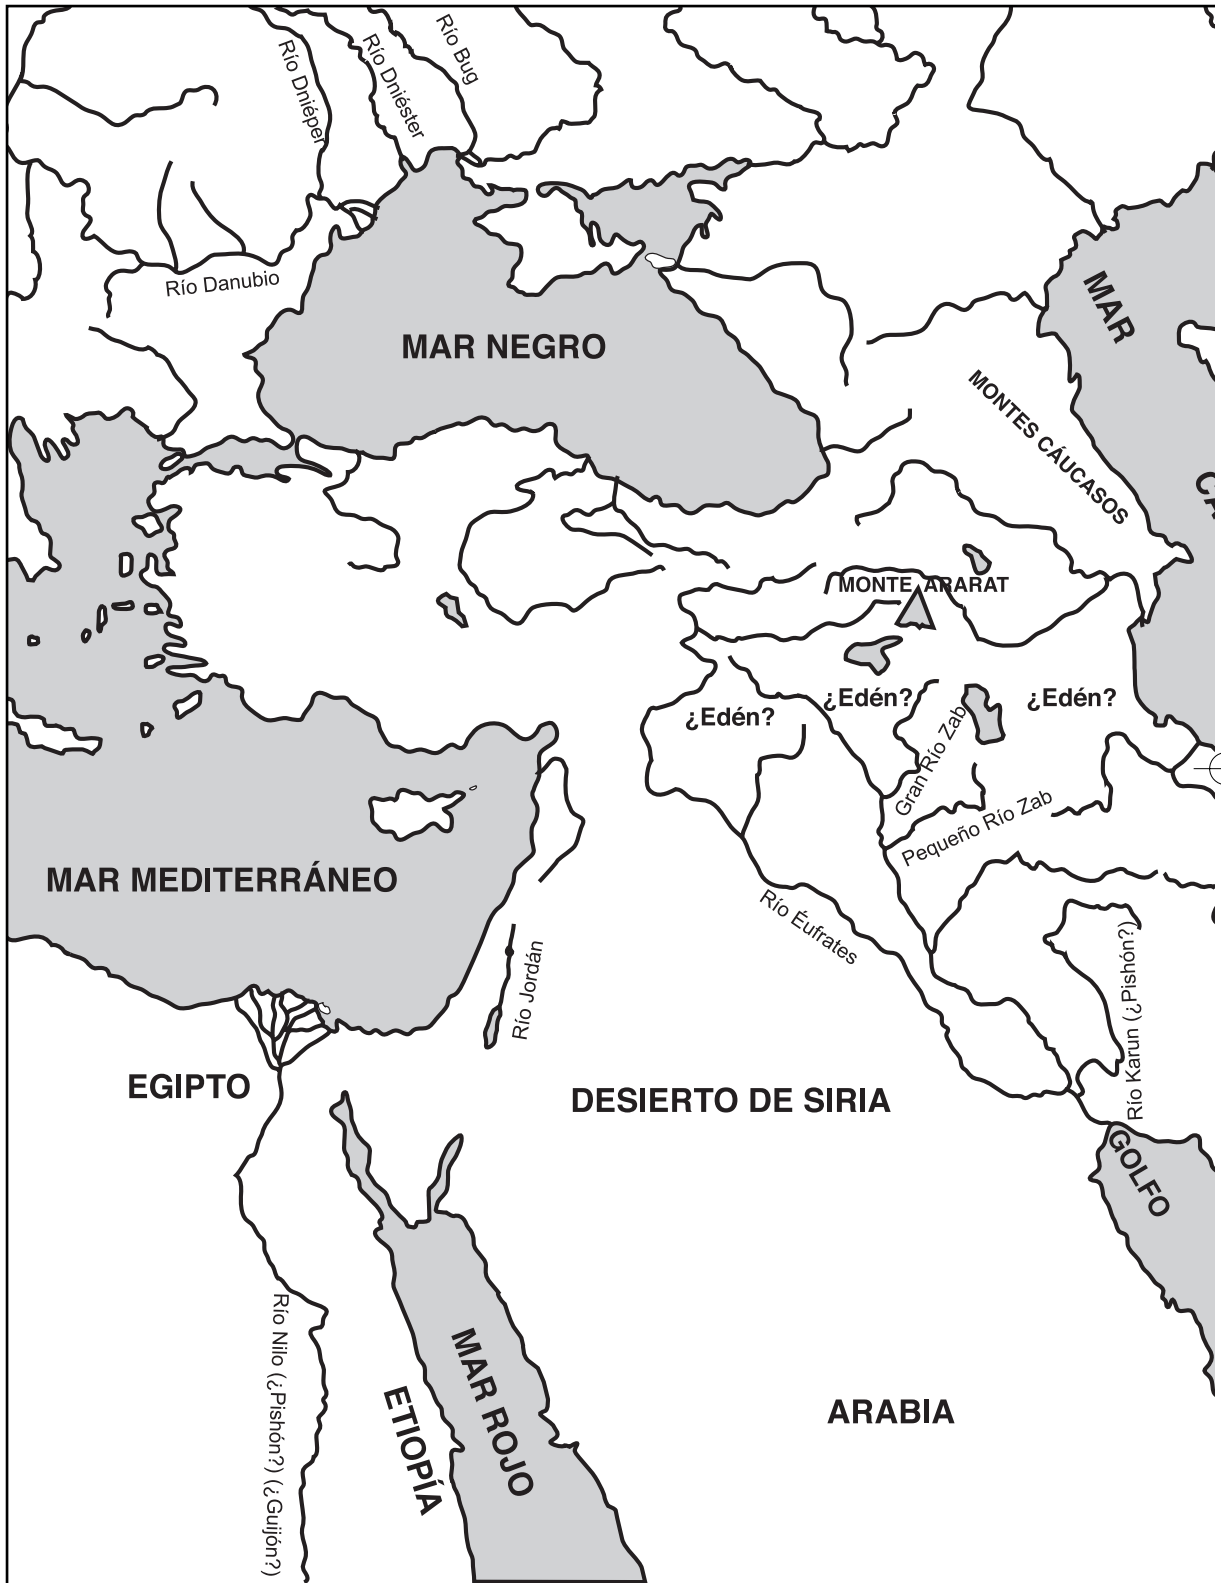 Río Dniéper
Río Dniéster
Río Bug
Río Danubio
MAR NEGRO
MAR
CA
MONTES CÁUCASOS
MONTE ARARAT
¿Edén?
¿Edén?
¿Edén?
Gran Río Zab
Pequeño Río Zab
MAR MEDITERRÁNEO
Río Éufrates
Río Jordán
Río Karun (¿Pishón?)
EGIPTO
DESIERTO DE SIRIA
GOLFO
Río Nilo (¿Pishón?) (¿Guijón?)
MAR ROJO
ETIOPÍA
ARABIA